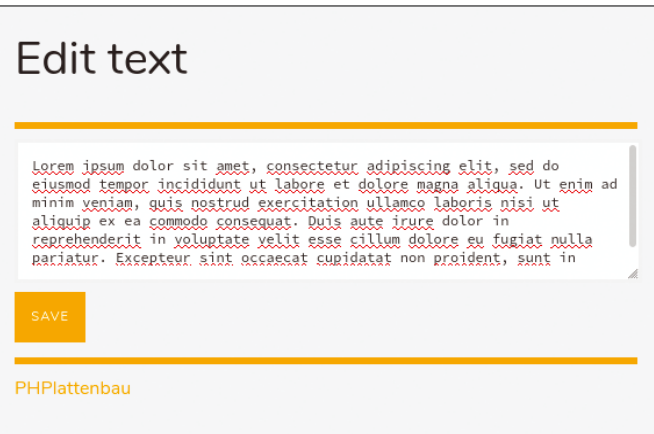 Edit text
Lorem ipsum dolor sit amet, consectetur adipiscing elit, sed do
eiusmod tempor incididunt ut labore et dolore magna aliqua. Ut enim ad
minim veniam, quis nostrud exercitation ullamco laboris nisi ut
aliquip ex ea commodo consequat. Duis aute irure dolor in
reprehenderit in voluptate velit esse cillum dolore eu fugiat nulla
pariatur. Excepteur sint occaecat cupidatat non proident, sunt in
SAVE
PHPlattenbau